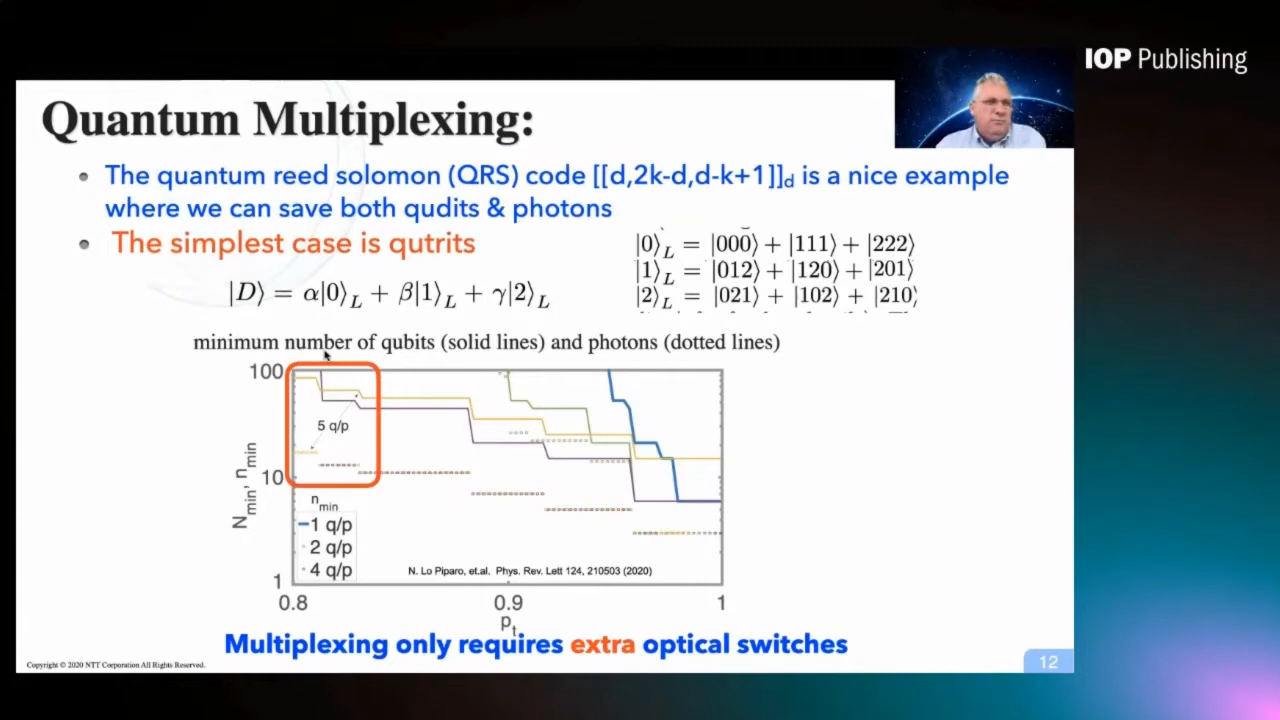 IOP Publishing
Quantum Multiplexing:
• The quantum reed solomon (QRS) code [[d,2k-d,d-k+1]]d is a nice example
where we can save both qudits & photons
• The simplest case is qutrits
|0⟩L = |000⟩ + |111⟩ + |222⟩
|1⟩L = |012⟩ + |120⟩ + |201⟩
|2⟩L = |021⟩ + |102⟩ + |210⟩
|D⟩ = α|0⟩L + β|1⟩L + γ|2⟩L
minimum number of qubits (solid lines) and photons (dotted lines)
100
5 q/p
10
Nmin, nmin
nmin
1 q/p
2 q/p
4 q/p
N. Lo Piparo, et.al. Phys. Rev. Lett 124, 210503 (2020)
1
0.8 0.9 1
pt
Multiplexing only requires extra optical switches
Copyright © 2020 NTT Corporation All Rights Reserved.
12